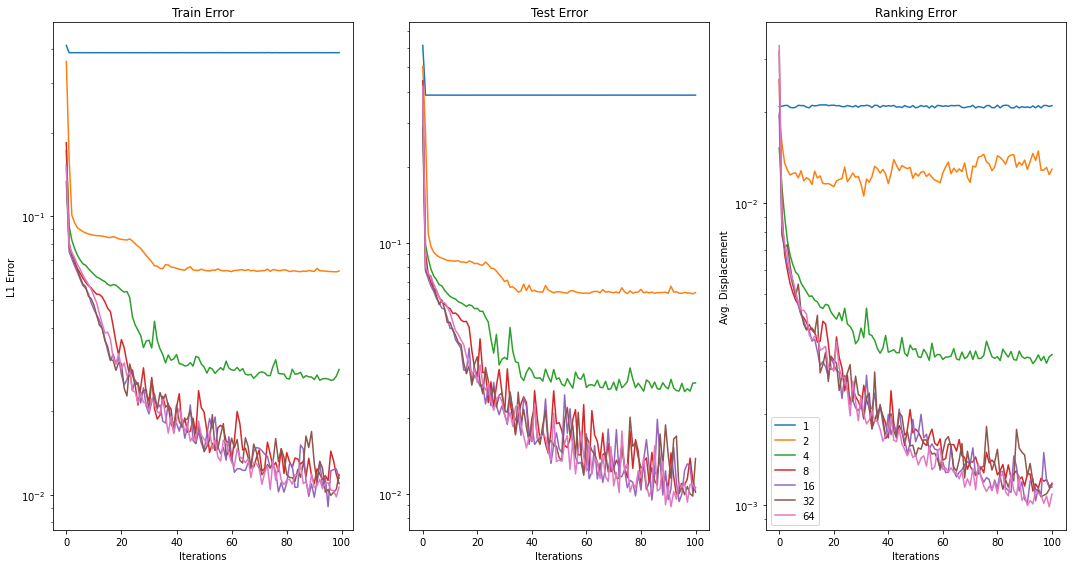 Train Error
L1 Error
10⁻¹
10⁻²
0 20 40 60 80 100
Iterations
Test Error
10⁻¹
10⁻²
0 20 40 60 80 100
Iterations
Ranking Error
Avg. Displacement
10⁻²
10⁻³
1
2
4
8
16
32
64
0 20 40 60 80 100
Iterations